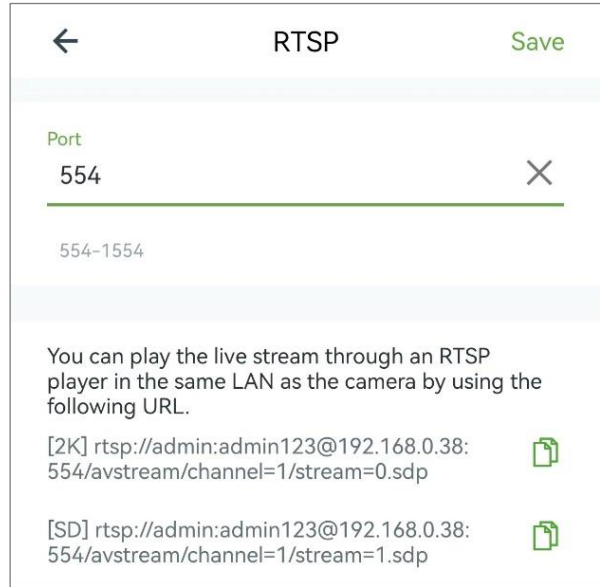 RTSP Save
Port
554
554-1554
You can play the live stream through an RTSP
player in the same LAN as the camera by using the
following URL.
[2K] rtsp://admin:admin123@192.168.0.38:
554/avstream/channel=1/stream=0.sdp
[SD] rtsp://admin:admin123@192.168.0.38:
554/avstream/channel=1/stream=1.sdp